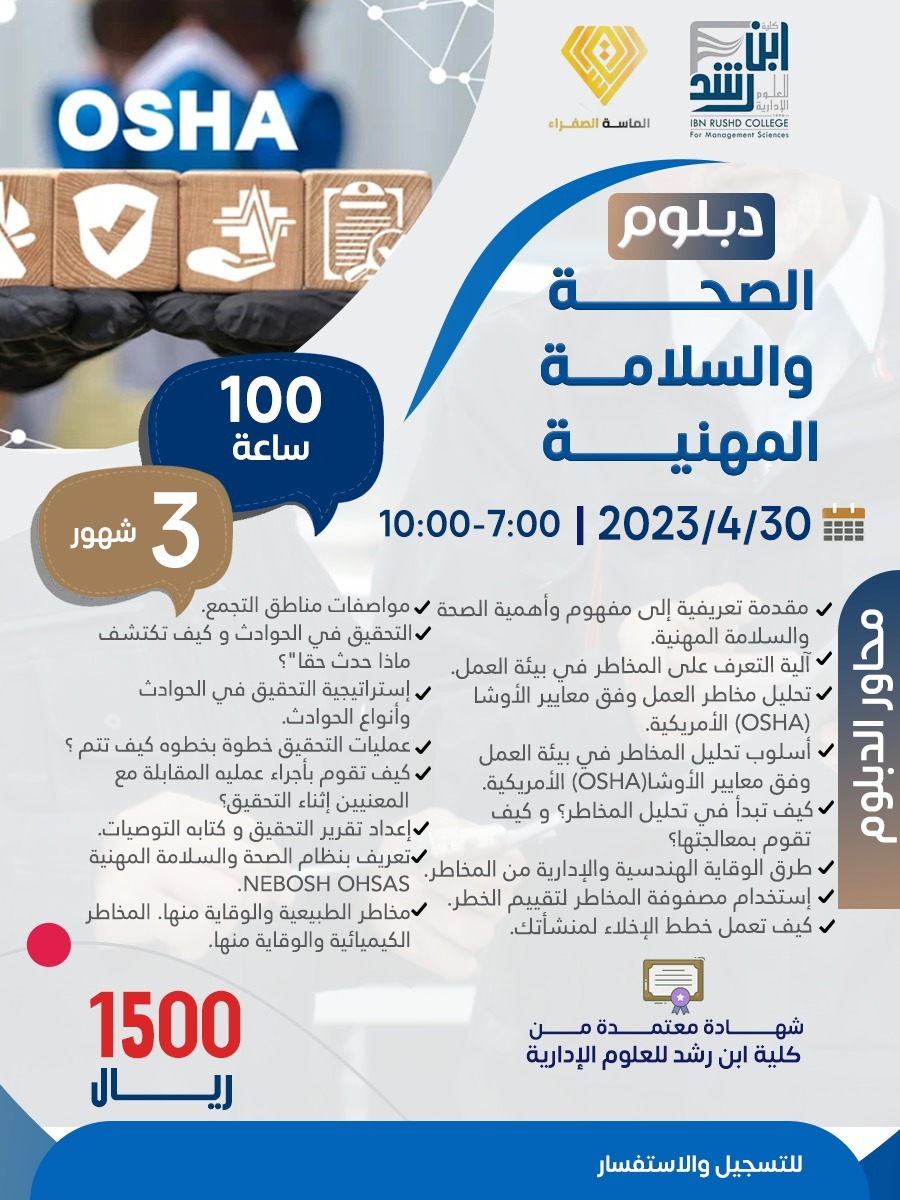 OSHA
الماسة الصفراء
كلية
ابن رشد
للعلوم
الإدارية
IBN RUSHD COLLEGE
For Management Sciences
دبلوم
الصحة
والسلامة
المهنية
100
ساعة
3 شهور
2023/4/30 | 7:00-10:00
محاور الدبلوم
مقدمة تعريفية إلى مفهوم وأهمية الصحة
والسلامة المهنية.
آلية التعرف على المخاطر في بيئة العمل.
تحليل مخاطر العمل وفق معايير الأوشا
(OSHA) الأمريكية.
أسلوب تحليل المخاطر في بيئة العمل
وفق معايير الأوشا(OSHA) الأمريكية.
كيف تبدأ في تحليل المخاطر؟ و كيف
تقوم بمعالجتها؟
طرق الوقاية الهندسية والإدارية من المخاطر.
إستخدام مصفوفة المخاطر لتقييم الخطر.
كيف تعمل خطط الإخلاء لمنشأتك.
مواصفات مناطق التجمع.
التحقيق في الحوادث و كيف تكتشف
ماذا حدث حقا"؟
إستراتيجية التحقيق في الحوادث
وأنواع الحوادث.
عمليات التحقيق خطوة بخطوه كيف تتم ؟
كيف تقوم بأجراء عمليه المقابلة مع
المعنيين إثناء التحقيق؟
إعداد تقرير التحقيق و كتابه التوصيات.
تعريف بنظام الصحة والسلامة المهنية
NEBOSH OHSAS.
مخاطر الطبيعية والوقاية منها. المخاطر
الكيميائية والوقاية منها.
شهادة معتمدة من
كلية ابن رشد للعلوم الإدارية
1500
ريال
للتسجيل والاستفسار